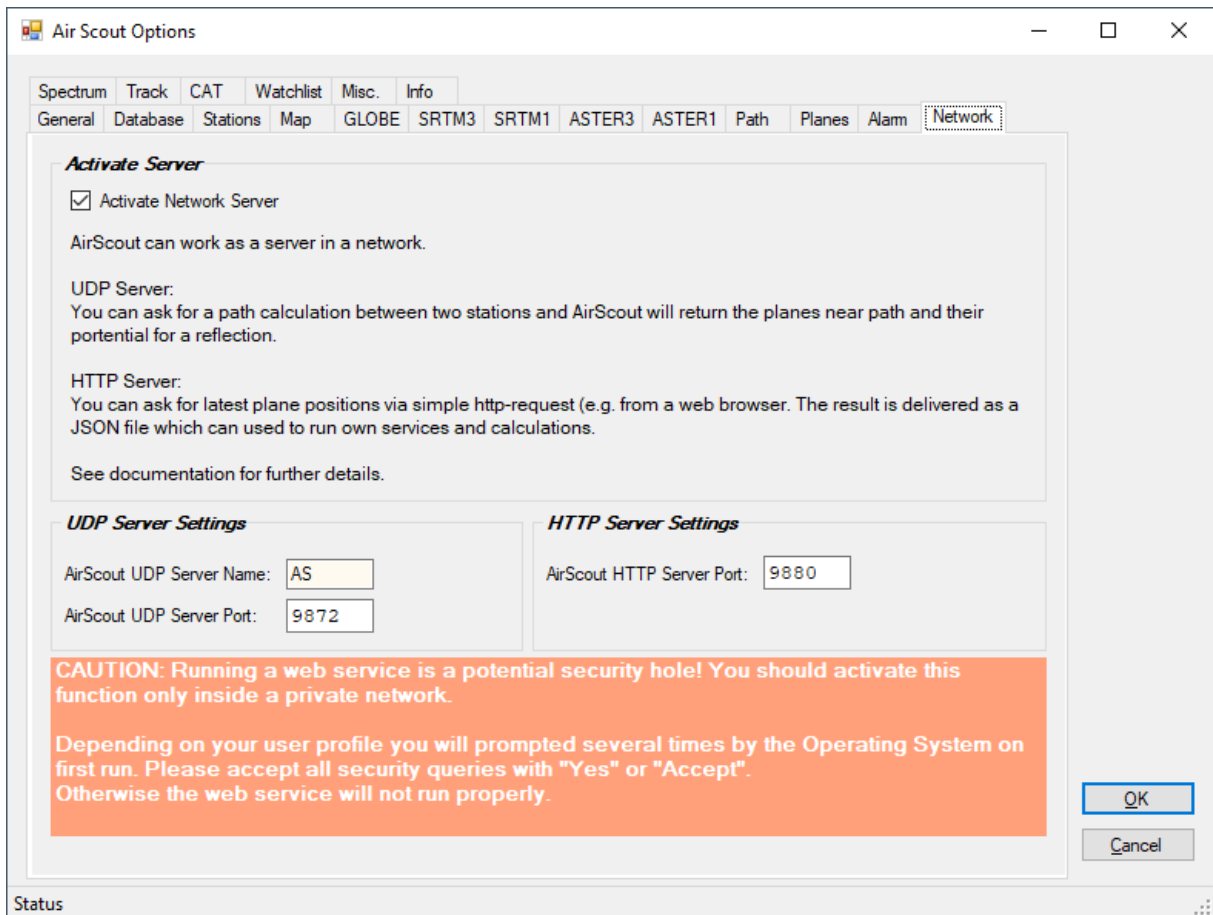 Air Scout Options
Spectrum Track CAT Watchlist Misc. Info
General Database Stations Map GLOBE SRTM3 SRTM1 ASTER3 ASTER1 Path Planes Alarm Network
Activate Server
Activate Network Server
AirScout can work as a server in a network.
UDP Server:
You can ask for a path calculation between two stations and AirScout will return the planes near path and their
portential for a reflection.
HTTP Server:
You can ask for latest plane positions via simple http-request (e.g. from a web browser. The result is delivered as a
JSON file which can used to run own services and calculations.
See documentation for further details.
UDP Server Settings
AirScout UDP Server Name: AS
AirScout UDP Server Port: 9872
HTTP Server Settings
AirScout HTTP Server Port: 9880
CAUTION: Running a web service is a potential security hole! You should activate this
function only inside a private network.
Depending on your user profile you will prompted several times by the Operating System on
first run. Please accept all security queries with "Yes" or "Accept".
Otherwise the web service will not run properly.
OK
Cancel
Status